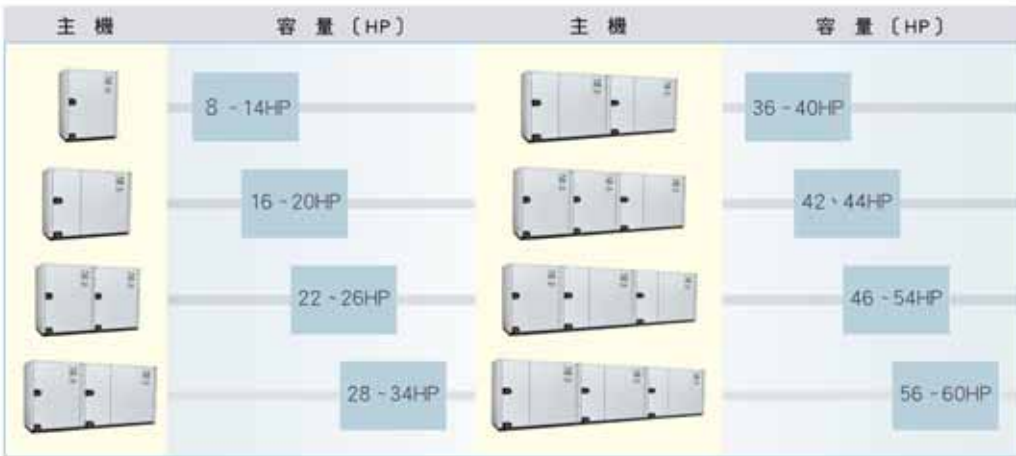 主 機 容 量〔HP〕 主 機 容 量〔HP〕
8 ~ 14HP 36 ~ 40HP
16 ~ 20HP 42、44HP
22 ~ 26HP 46 ~ 54HP
28 ~ 34HP 56 ~ 60HP